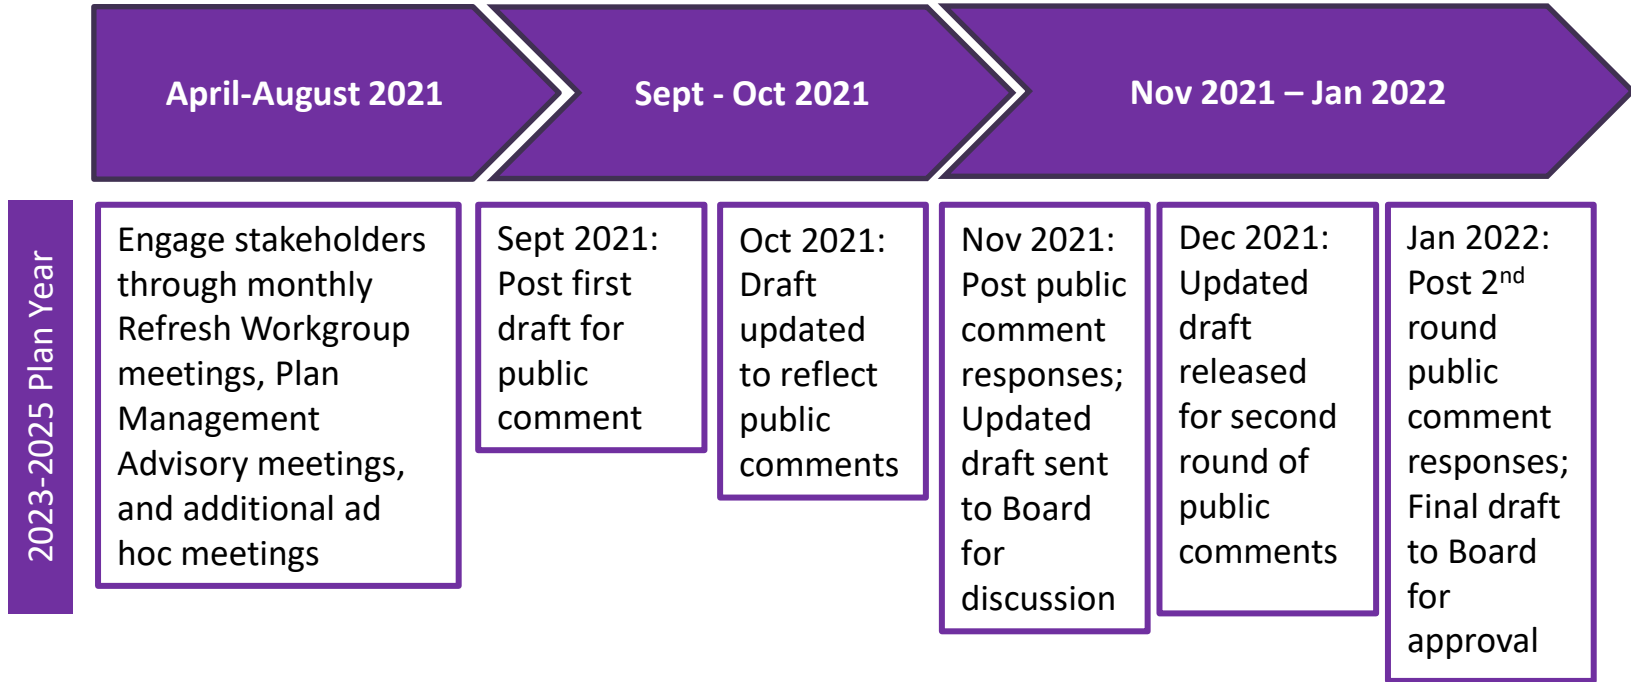 April-August 2021
Sept - Oct 2021
Nov 2021 – Jan 2022
2023-2025 Plan Year
Engage stakeholders
through monthly
Refresh Workgroup
meetings, Plan
Management
Advisory meetings,
and additional ad
hoc meetings
Sept 2021:
Post first
draft for
public
comment
Oct 2021:
Draft
updated
to reflect
public
comments
Nov 2021:
Post public
comment
responses;
Updated
draft sent
to Board
for
discussion
Dec 2021:
Updated
draft
released
for second
round of
public
comments
Jan 2022:
Post 2nd
round
public
comment
responses;
Final draft
to Board
for
approval